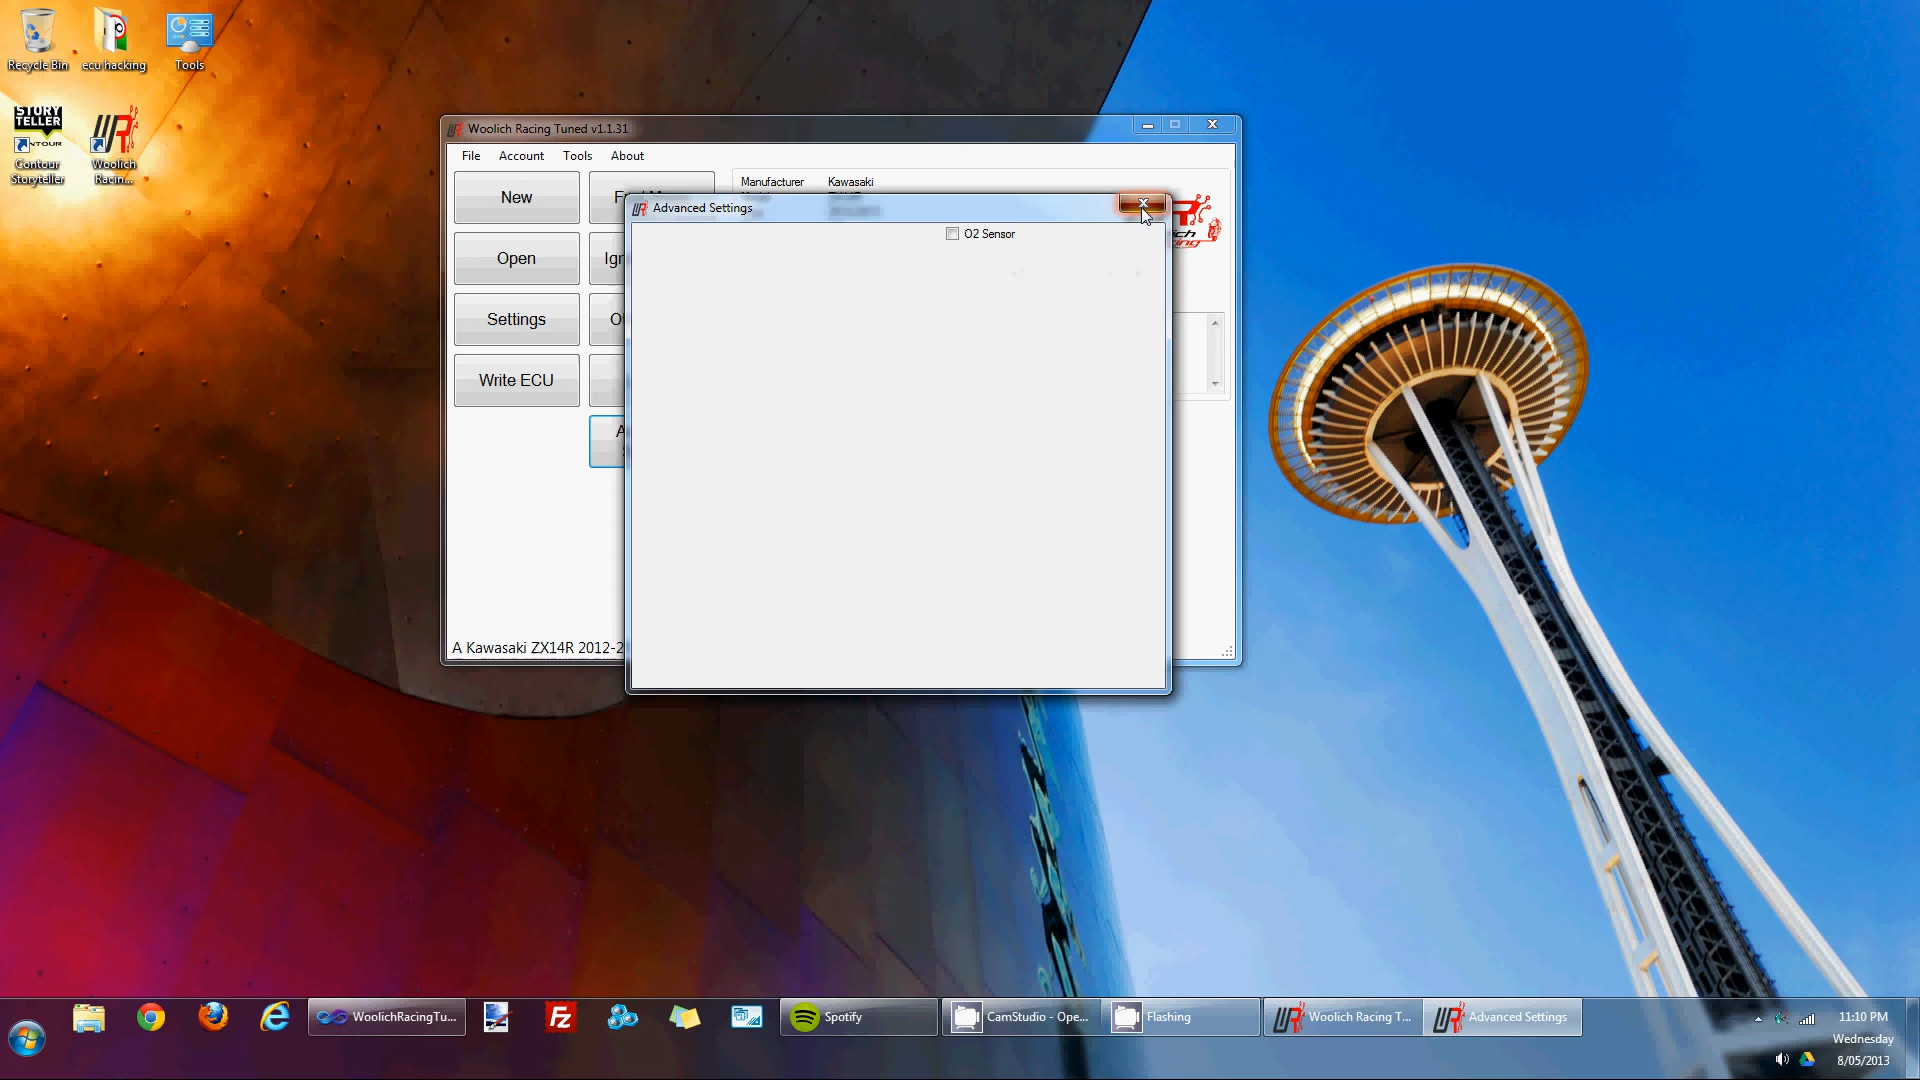 Recycle Bin
ecu hacking
Tools
STORY
TELLER
Contour
Storyteller
Woolich
Racin...
Woolich Racing Tuned v1.1.31
File
Account
Tools
About
New
Open
Settings
Write ECU
Manufacturer
Kawasaki
Advanced Settings
O2 Sensor
A Kawasaki ZX14R 2012-2
WoolichRacingTu...
Spotify
CamStudio - Ope...
Flashing
Woolich Racing T...
Advanced Settings
11:10 PM
Wednesday
8/05/2013